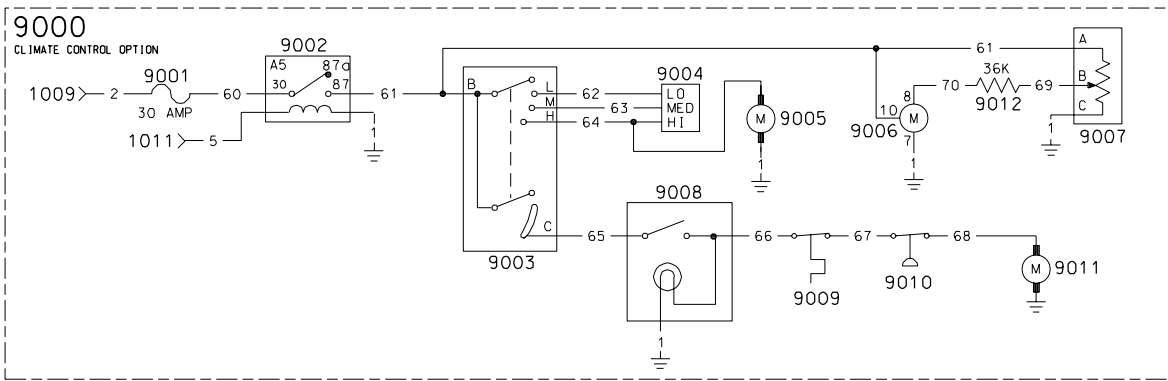 9000
CLIMATE CONTROL OPTION
1009 2
9001
30 AMP
60
9002
A5 87a
30 87
1011 5
1
61
B
L
M
H
C
9003
62
63
64
9004
LO
MED
HI
M
9005
1
61
9006
10
8
M
7
1
70
36K
9012
69
A
B
C
1
9007
65
9008
1
66
9009
67
9010
68
M
9011